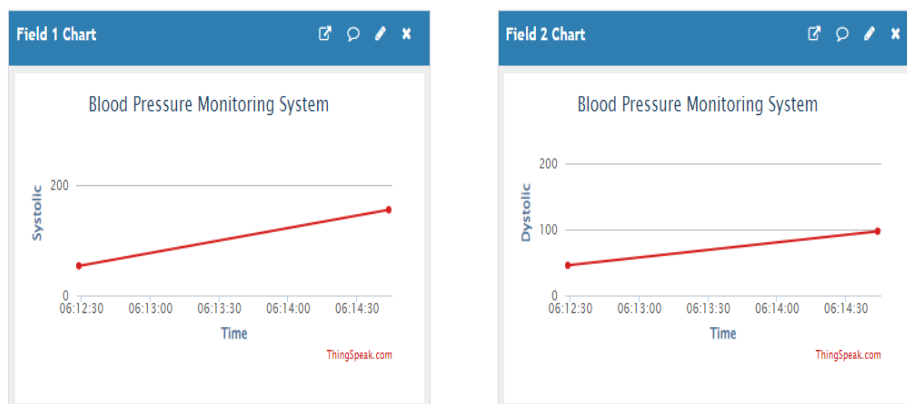 Field 1 Chart
Blood Pressure Monitoring System
Systolic
200
0
06:12:30 06:13:00 06:13:30 06:14:00 06:14:30
Time
ThingSpeak.com
Field 2 Chart
Blood Pressure Monitoring System
Dystolic
200
100
0
06:12:30 06:13:00 06:13:30 06:14:00 06:14:30
Time
ThingSpeak.com